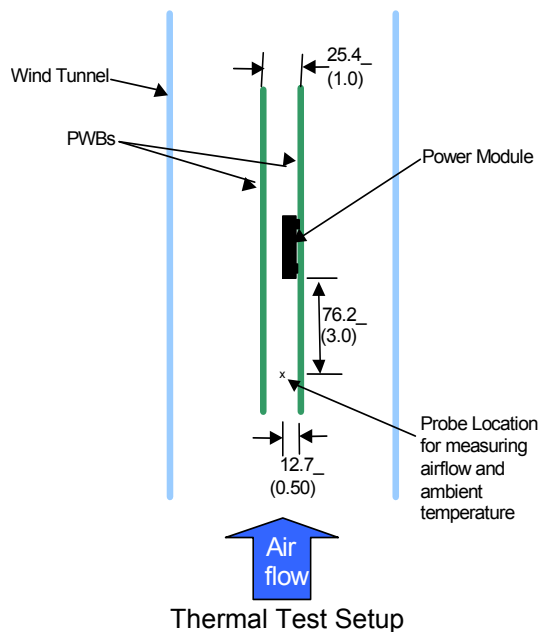 25.4_
(1.0)
Wind Tunnel
PWBs
Power Module
76.2_
(3.0)
x
Probe Location
for measuring
airflow and
ambient
temperature
12.7_
(0.50)
Air
flow
Thermal Test Setup